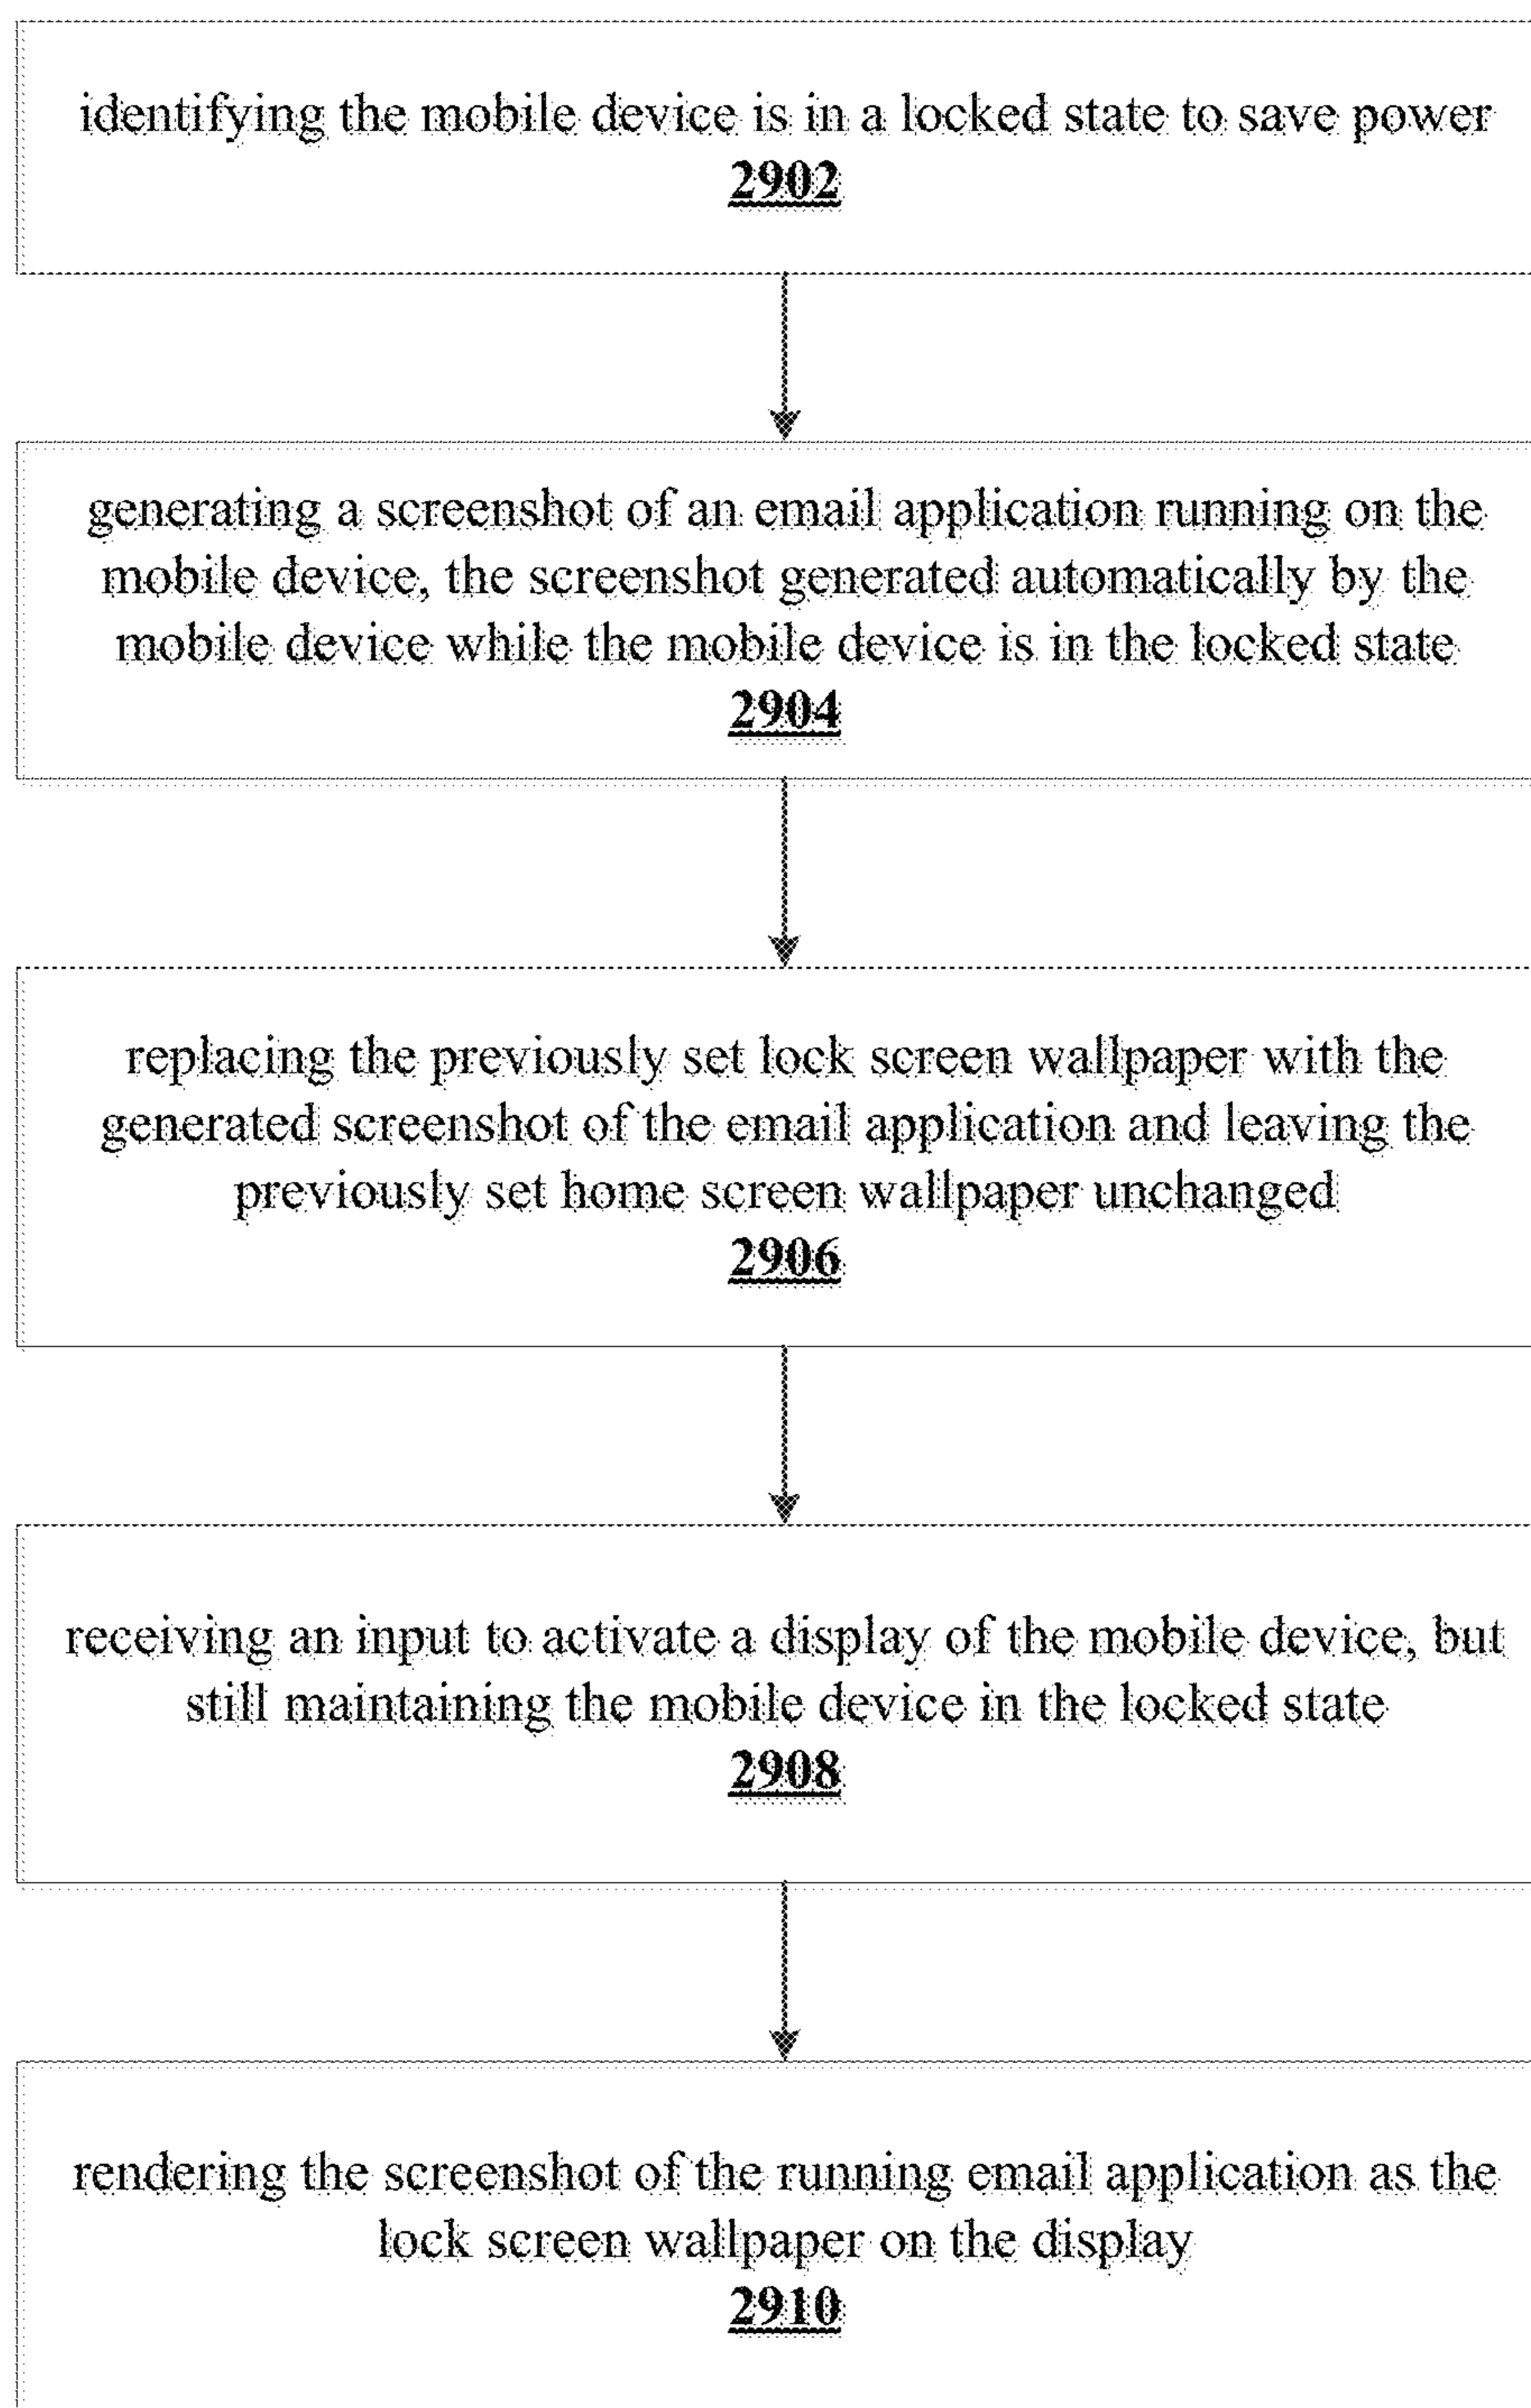 identifying the mobile device is in a locked state to save power
2902
generating a screenshot of an email application running on the
mobile device, the screenshot generated automatically by the
mobile device while the mobile device is in the locked state
2904
replacing the previously set lock screen wallpaper with the
generated screenshot of the email application and leaving the
previously set home screen wallpaper unchanged
2906
receiving an input to activate a display of the mobile device, but
still maintaining the mobile device in the locked state
2908
rendering the screenshot of the running email application as the
lock screen wallpaper on the display
2910